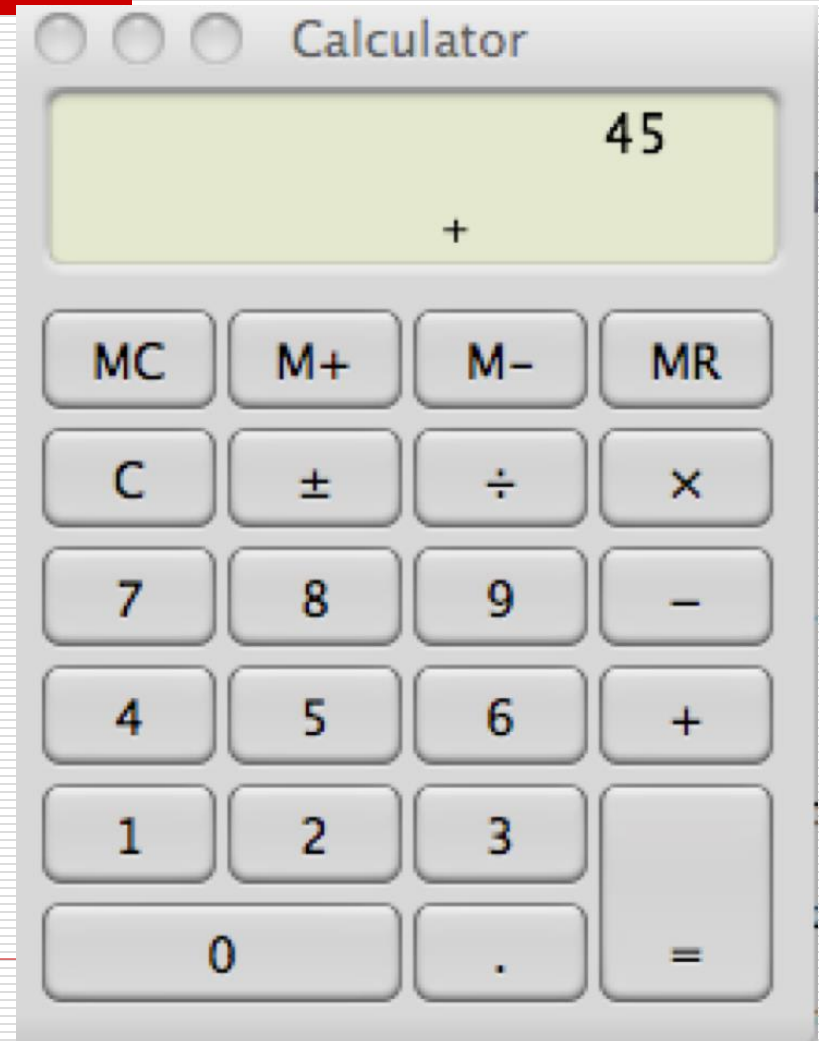 Calculator
45
+
MC M+ M− MR
C ± ÷ ×
7 8 9 −
4 5 6 +
1 2 3
0 . =